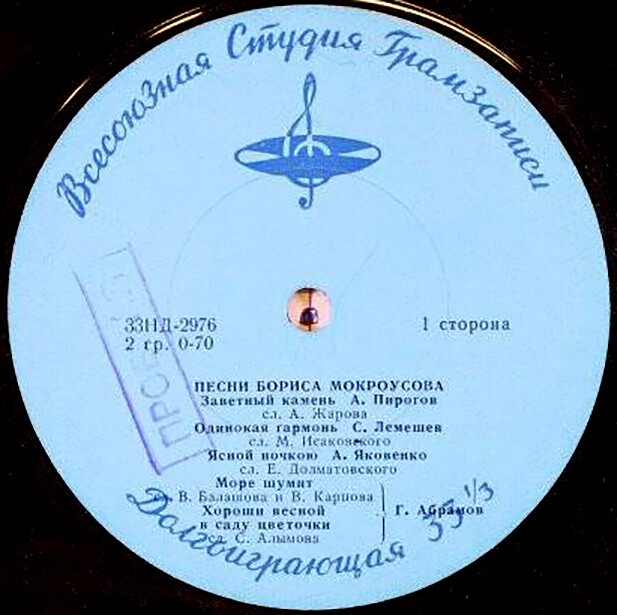 Всесоюзная Студия Грамзаписи
ЗЗНД-2976
2 гр. 0-70
1 сторона
ПЕСНИ БОРИСА МОКРОУСОВА
Заветный камень А. Пирогов
сл. А. Жарова
Одинокая гармонь С. Лемешев
сл. М. Исаковского
Ясной ночкою А. Яковенко
сл. Е. Долматовского
Море шумит
сл. В. Балашова и В. Карпова
Хороши весной
в саду цветочки
сл. С. Алымова
Г. Абрамов
Долгоиграющая 33 1/3